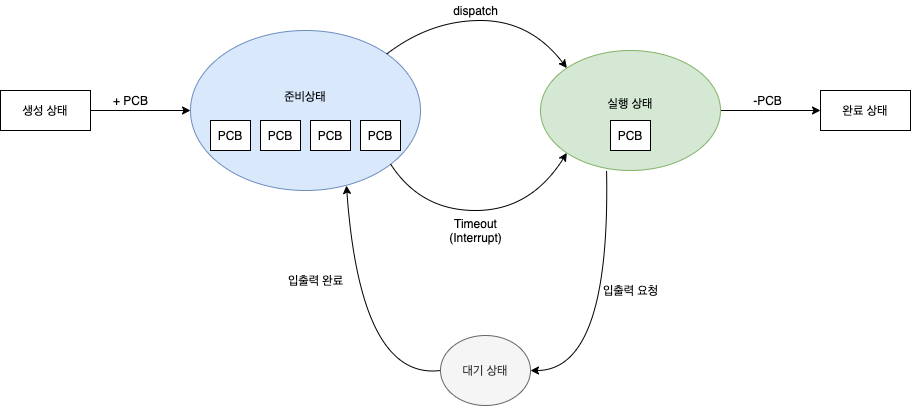 dispatch
생성 상태
+ PCB
준비상태
PCB
PCB
PCB
PCB
실행 상태
PCB
-PCB
완료 상태
Timeout
(Interrupt)
입출력 완료
입출력 요청
대기 상태